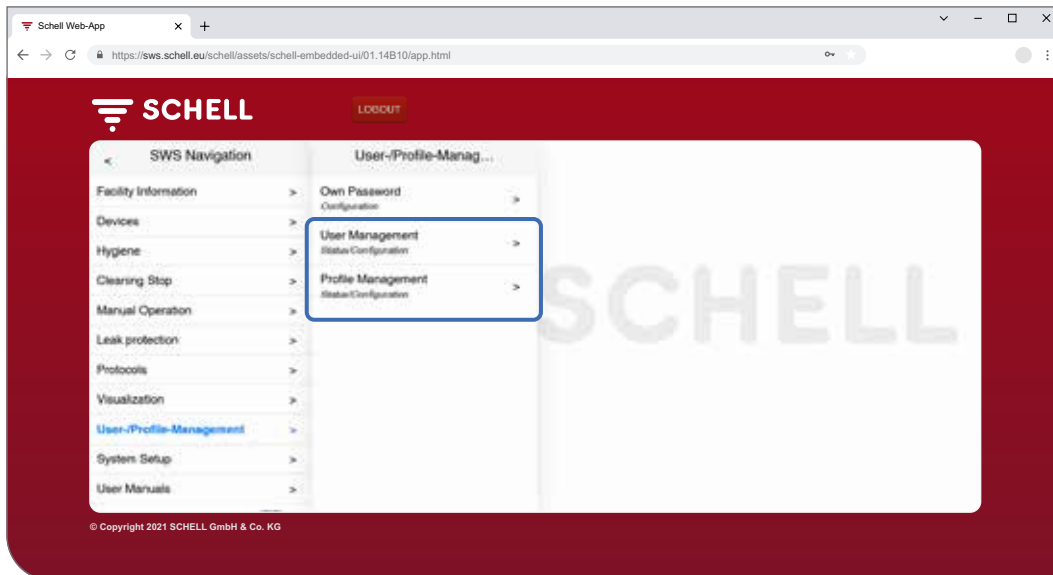 Schell Web-App
https://sws.schell.eu/schell/assets/schell-embedded-ui/01.14B10/app.html
SCHELL
LOGOUT
SWS Navigation
Facility Information
Devices
Hygiene
Cleaning Stop
Manual Operation
Leak protection
Protocols
Visualization
User-/Profile-Management
System Setup
User Manuals
User-/Profile-Manag...
Own Password
Configuration
User Management
Status/Configuration
Profile Management
Status/Configuration
SCHELL
© Copyright 2021 SCHELL GmbH & Co. KG